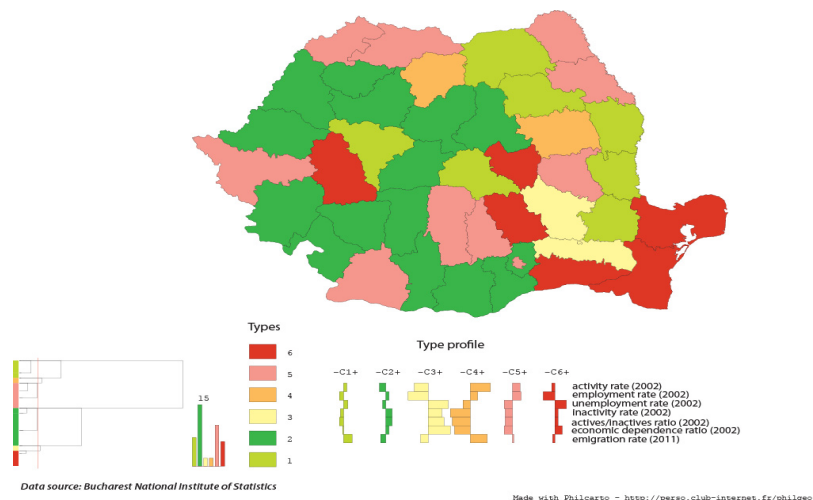 Types
6
5
4
3
2
1
15
Type profile
-C1+ -C2+ -C3+ -C4+ -C5+ -C6+
activity rate (2002)
employment rate (2002)
unemployment rate (2002)
inactivity rate (2002)
actives/inactives ratio (2002)
economic dependence ratio (2002)
emigration rate (2011)
Data source: Bucharest National Institute of Statistics
Made with Philcarto - http://perso.club-internet.fr/philgeo